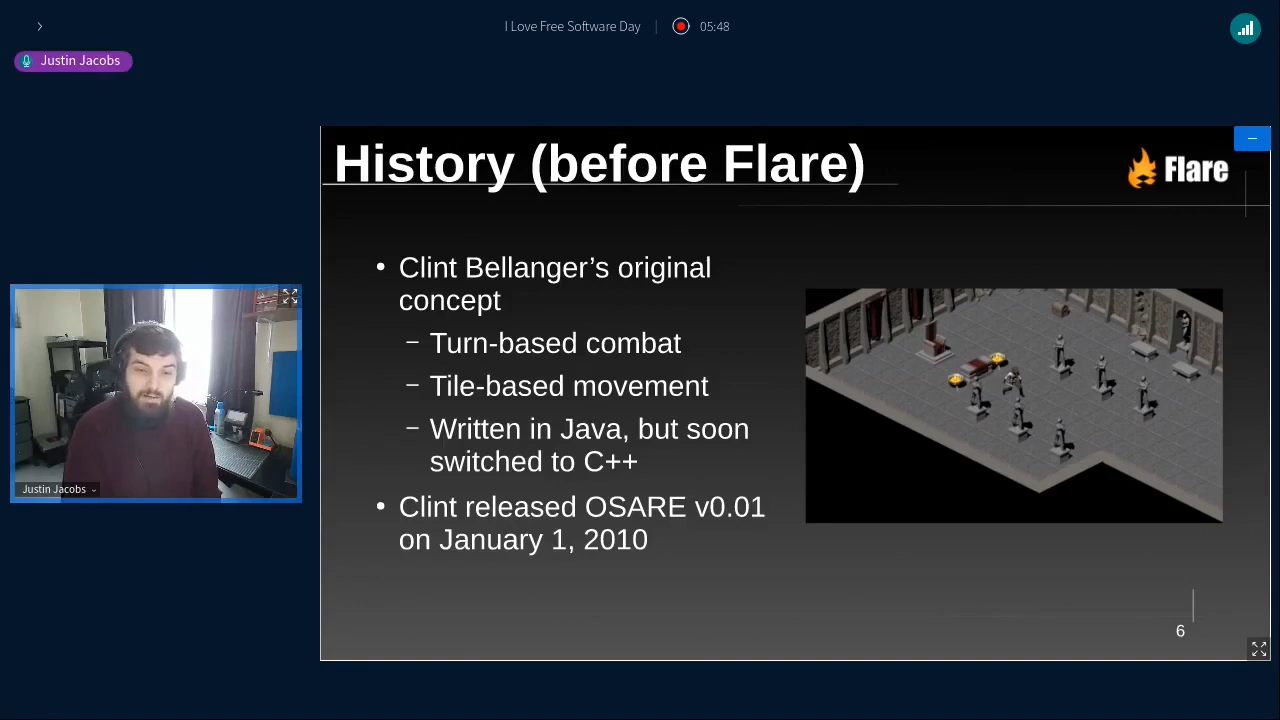 I Love Free Software Day
05:48
Justin Jacobs
History (before Flare)
Flare
• Clint Bellanger’s original
concept
– Turn-based combat
– Tile-based movement
– Written in Java, but soon
switched to C++
• Clint released OSARE v0.01
on January 1, 2010
Justin Jacobs
6